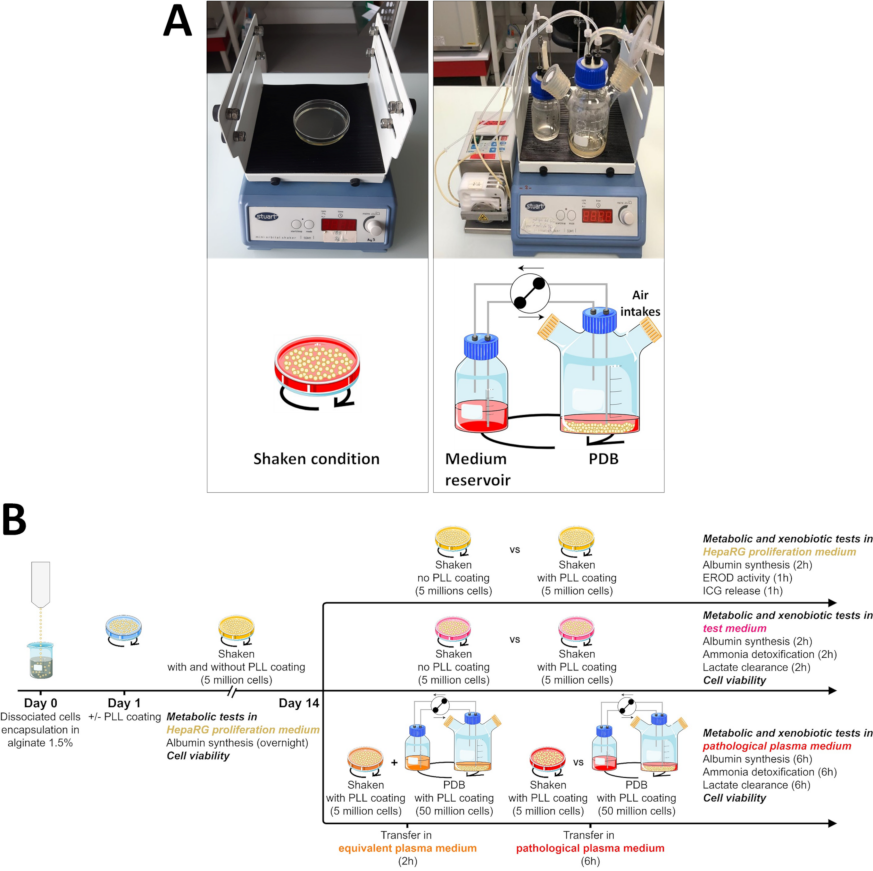 A
stuart
stuart
Air
intakes
Shaken condition
Medium
reservoir
PDB
B
vs
Shaken
no PLL coating
(5 millions cells)
Shaken
with PLL coating
(5 million cells)
Metabolic and xenobiotic tests in
HepaRG proliferation medium
Albumin synthesis (2h)
EROD activity (1h)
ICG release (1h)
Shaken
with and without PLL coating
(5 million cells)
vs
Shaken
no PLL coating
(5 million cells)
Shaken
with PLL coating
(5 million cells)
Metabolic and xenobiotic tests in
test medium
Albumin synthesis (2h)
Ammonia detoxification (2h)
Lactate clearance (2h)
Cell viability
Day 0
Dissociated cells
encapsulation in
alginate 1.5%
Day 1
+/- PLL coating
Day 14
Metabolic tests in
HepaRG proliferation medium
Albumin synthesis (overnight)
Cell viability
+
Shaken
with PLL coating
(5 million cells)
PDB
with PLL coating
(50 million cells)
vs
Shaken
with PLL coating
(5 million cells)
PDB
with PLL coating
(50 million cells)
Metabolic and xenobiotic tests in
pathological plasma medium
Albumin synthesis (6h)
Ammonia detoxification (6h)
Lactate clearance (6h)
Cell viability
Transfer in
equivalent plasma medium
(2h)
Transfer in
pathological plasma medium
(6h)